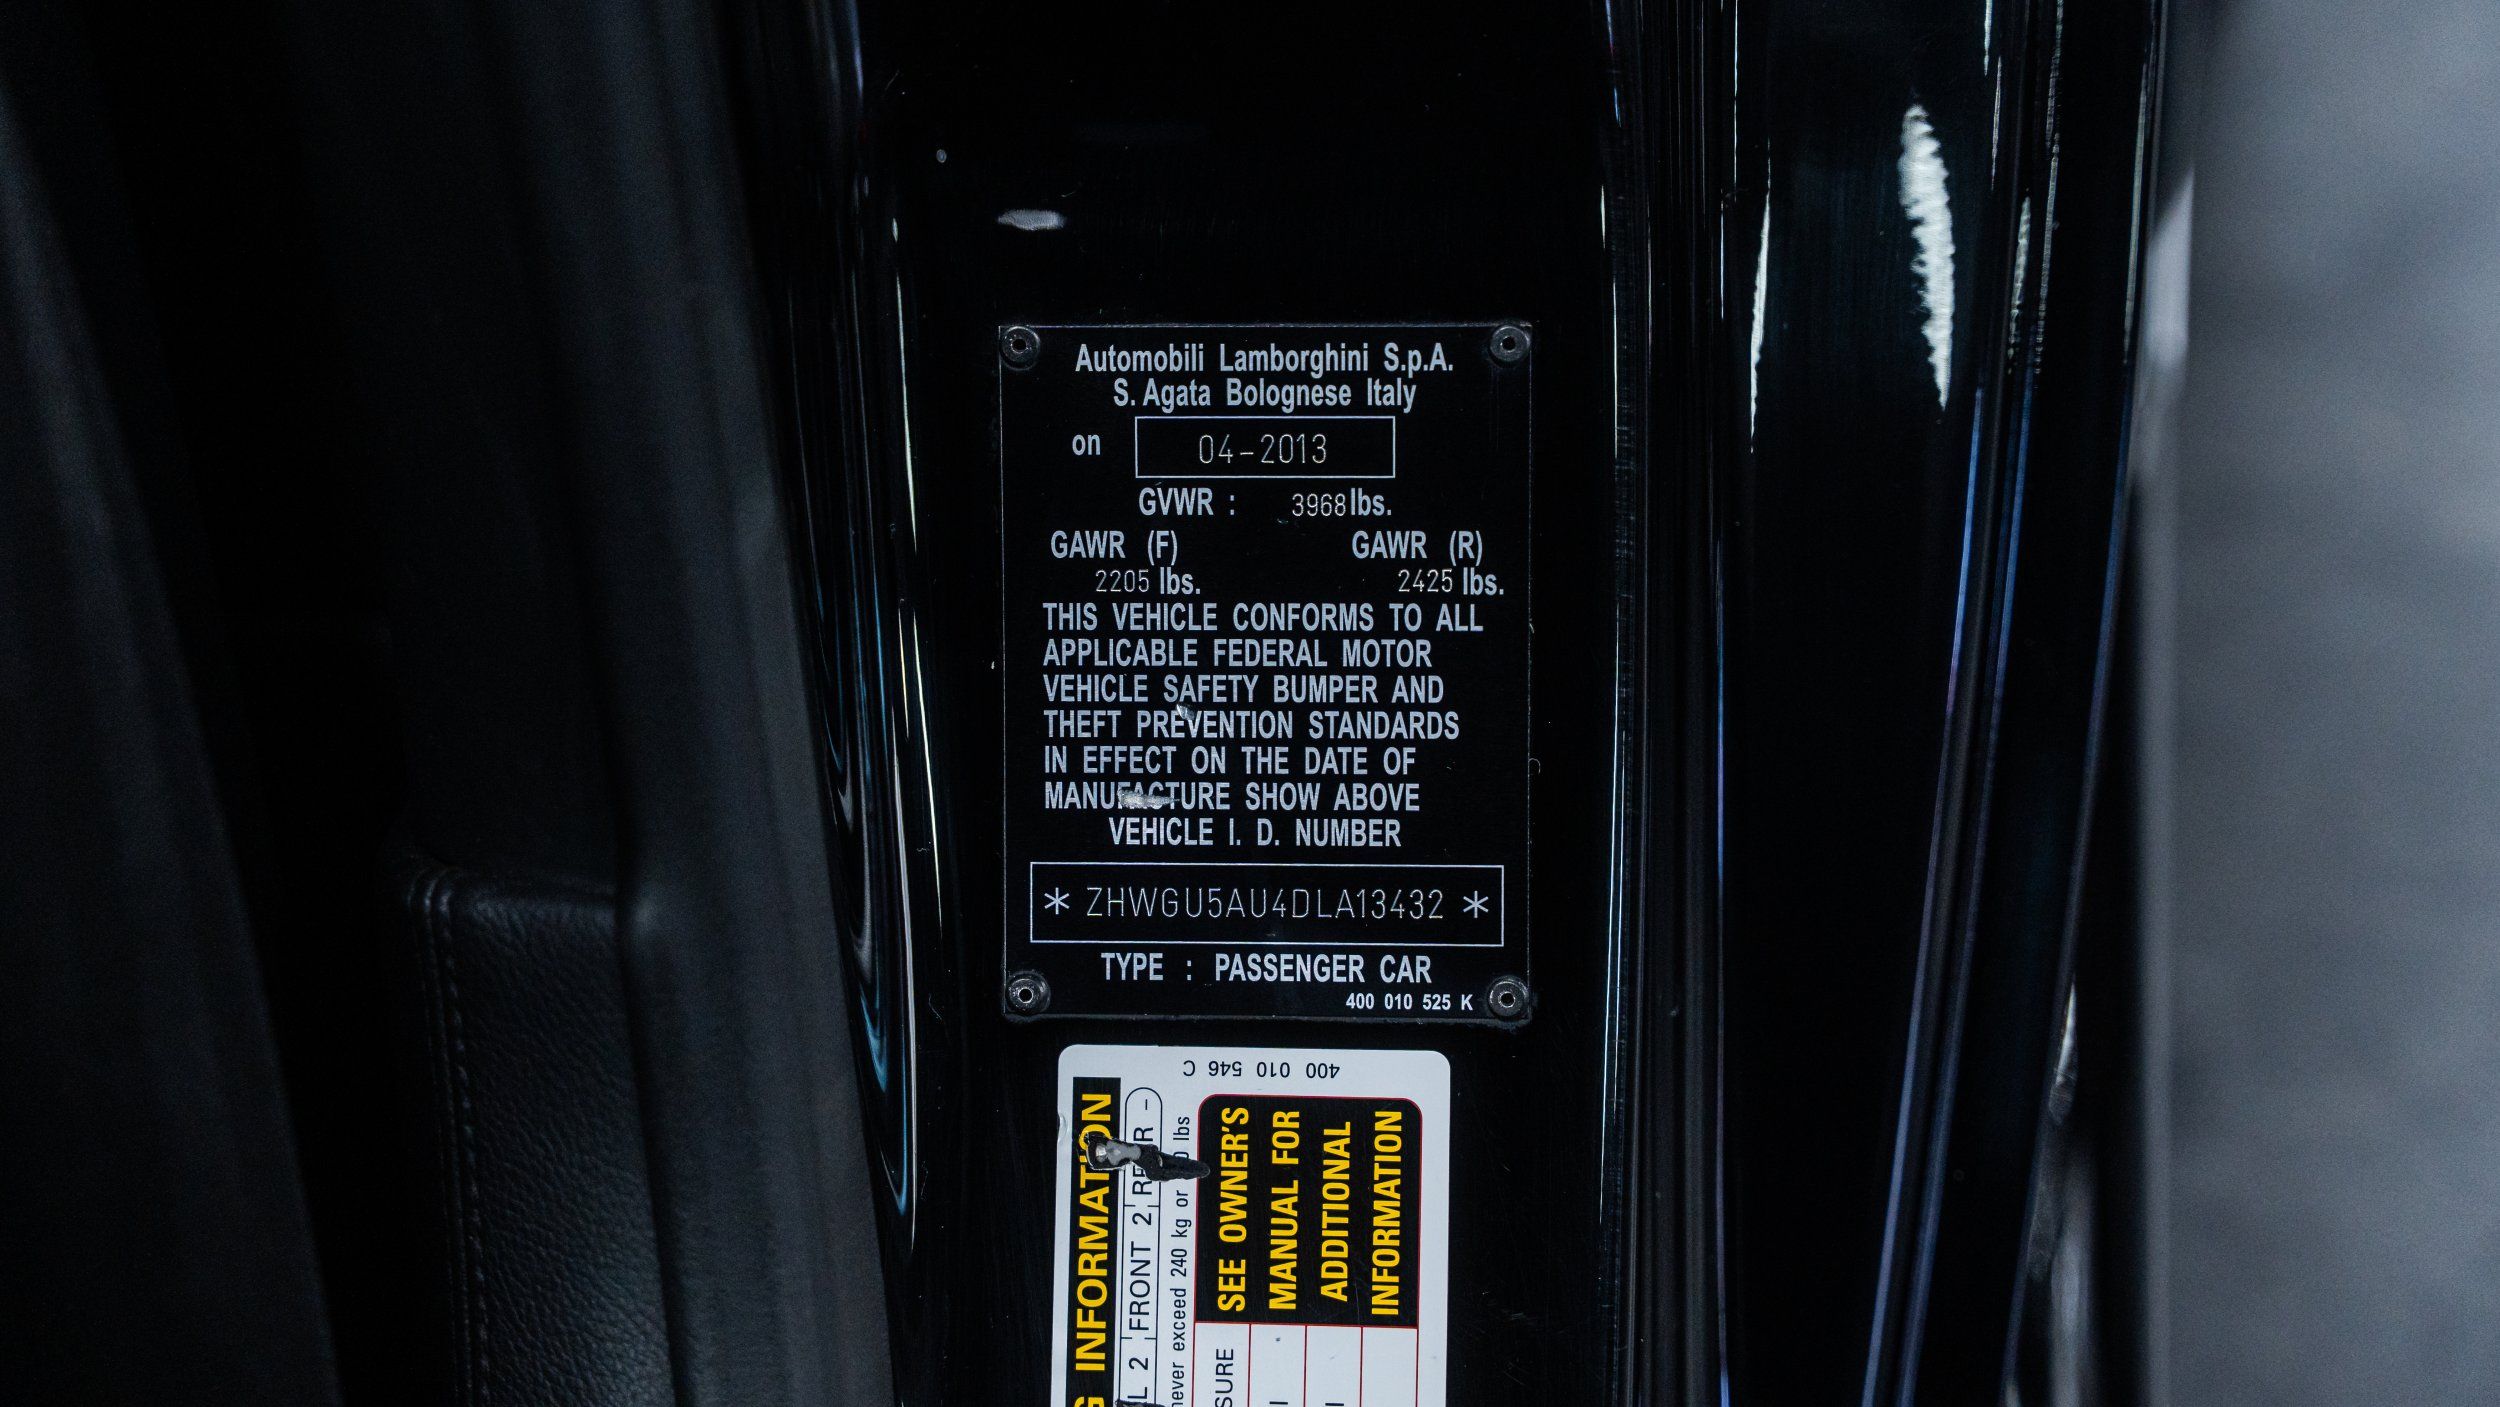 Automobili Lamborghini S.p.A.
S. Agata Bolognese Italy
on 04-2013
GVWR : 3968 lbs.
GAWR (F) GAWR (R)
2205 lbs. 2425 lbs.
THIS VEHICLE CONFORMS TO ALL
APPLICABLE FEDERAL MOTOR
VEHICLE SAFETY BUMPER AND
THEFT PREVENTION STANDARDS
IN EFFECT ON THE DATE OF
MANUFACTURE SHOW ABOVE
VEHICLE I. D. NUMBER
* ZHWGU5AU4DLA13432 *
TYPE : PASSENGER CAR
400 010 525 K
400 010 546 C
INFORMATION
2 FRONT 2 REAR -
never exceed 240 kg or lbs
SEE OWNER'S
MANUAL FOR
ADDITIONAL
INFORMATION